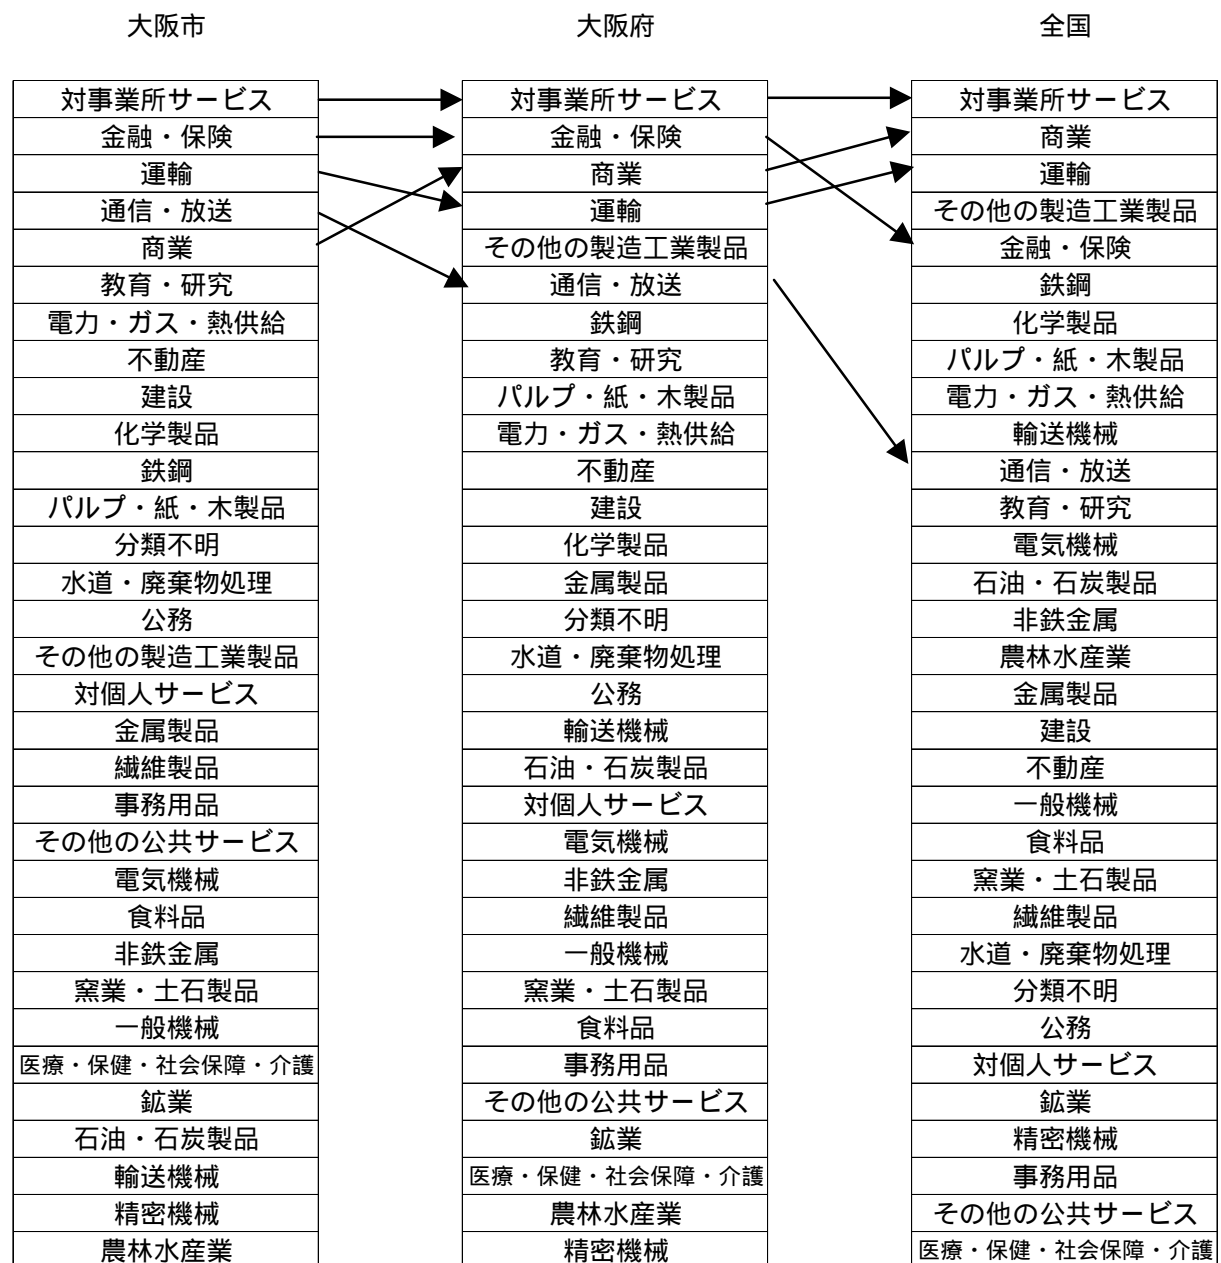 大阪市
大阪府
全国
対事業所サービス
金融・保険
運輸
通信・放送
商業
教育・研究
電力・ガス・熱供給
不動産
建設
化学製品
鉄鋼
パルプ・紙・木製品
分類不明
水道・廃棄物処理
公務
その他の製造工業製品
対個人サービス
金属製品
繊維製品
事務用品
その他の公共サービス
電気機械
食料品
非鉄金属
窯業・土石製品
一般機械
医療・保健・社会保障・介護
鉱業
石油・石炭製品
輸送機械
精密機械
農林水産業
対事業所サービス
金融・保険
商業
運輸
その他の製造工業製品
通信・放送
鉄鋼
教育・研究
パルプ・紙・木製品
電力・ガス・熱供給
不動産
建設
化学製品
金属製品
分類不明
水道・廃棄物処理
公務
輸送機械
石油・石炭製品
対個人サービス
電気機械
非鉄金属
繊維製品
一般機械
窯業・土石製品
食料品
事務用品
その他の公共サービス
鉱業
医療・保健・社会保障・介護
農林水産業
精密機械
対事業所サービス
商業
運輸
その他の製造工業製品
金融・保険
鉄鋼
化学製品
パルプ・紙・木製品
電力・ガス・熱供給
輸送機械
通信・放送
教育・研究
電気機械
石油・石炭製品
非鉄金属
農林水産業
金属製品
建設
不動産
一般機械
食料品
窯業・土石製品
繊維製品
水道・廃棄物処理
分類不明
公務
対個人サービス
鉱業
精密機械
事務用品
その他の公共サービス
医療・保健・社会保障・介護